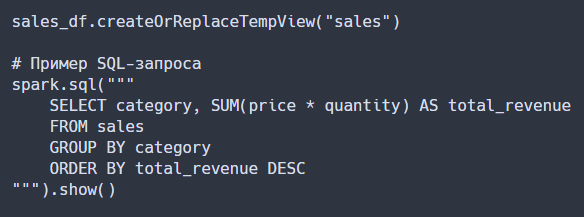 sales_df.createOrReplaceTempView("sales")

# Пример SQL-запроса
spark.sql("""
    SELECT category, SUM(price * quantity) AS total_revenue
    FROM sales
    GROUP BY category
    ORDER BY total_revenue DESC
""").show()